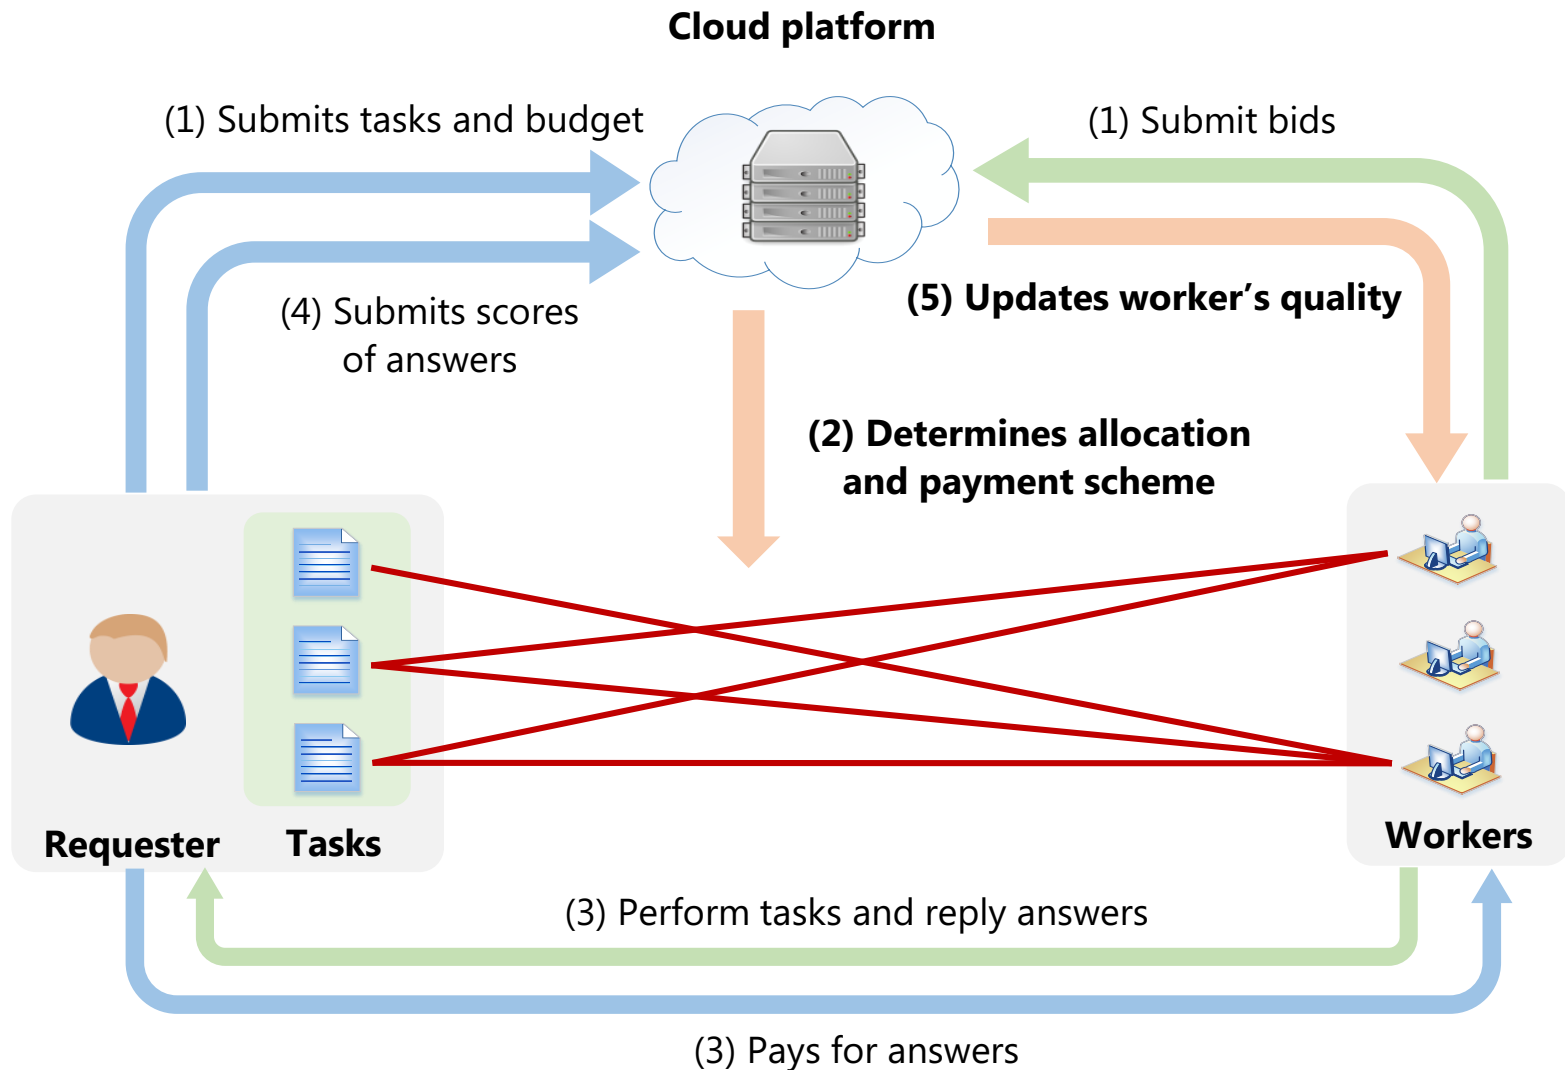 Cloud platform
(1) Submits tasks and budget
(1) Submit bids
(4) Submits scores
of answers
(5) Updates worker’s quality
(2) Determines allocation
and payment scheme
Requester
Tasks
Workers
(3) Perform tasks and reply answers
(3) Pays for answers